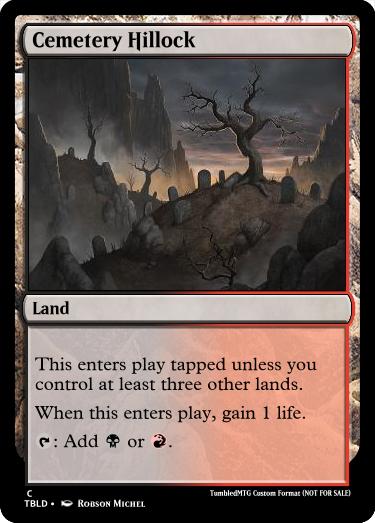 Cemetery Hillock
Land
This enters play tapped unless you
control at least three other lands.
When this enters play, gain 1 life.
: Add or .
C
TBLD • Robson Michel
TumbledMTG Custom Format (NOT FOR SALE)